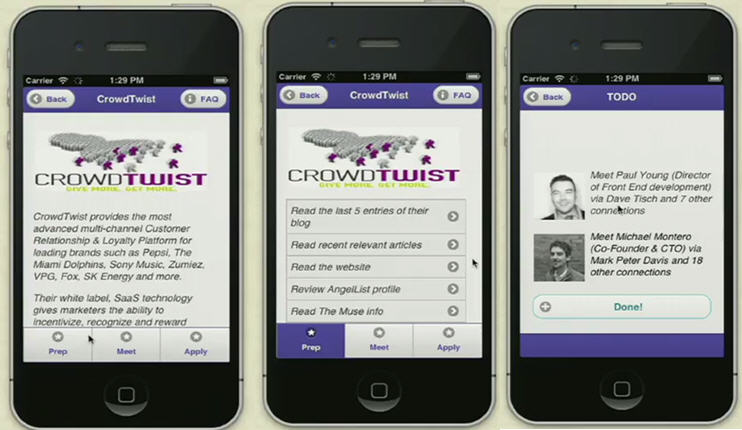 Carrier 1:29 PM
Back CrowdTwist FAQ
CROWDTWIST
GIVE MORE. GET MORE.
CrowdTwist provides the most
advanced multi-channel Customer
Relationship & Loyalty Platform for
leading brands such as Pepsi, The
Miami Dolphins, Sony Music, Zumiez,
VPG, Fox, SK Energy and more.
Their white label, SaaS technology
gives marketers the ability to
incentivize, recognize and reward
Prep Meet Apply
Carrier 1:29 PM
Back CrowdTwist FAQ
CROWDTWIST
GIVE MORE. GET MORE.
Read the last 5 entries of their
blog
Read recent relevant articles
Read the website
Review AngelList profile
Read The Muse info
Prep Meet Apply
Carrier 1:29 PM
Back TODO
Meet Paul Young (Director
of Front End development)
via Dave Tisch and 7 other
connections
Meet Michael Montero
(Co-Founder & CTO) via
Mark Peter Davis and 18
other connections
Done!